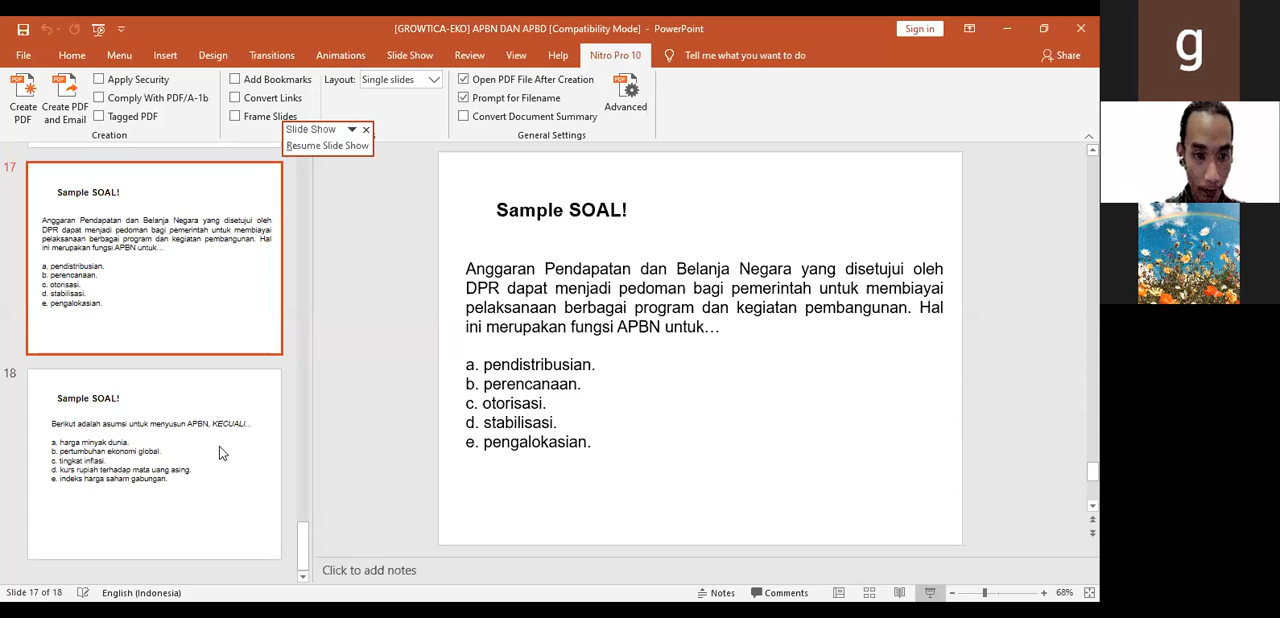 [GROWTICA-EKO] APBN DAN APBD [Compatibility Mode] - PowerPoint
Sign in
File Home Menu Insert Design Transitions Animations Slide Show Review View Help Nitro Pro 10 Tell me what you want to do Share
Create PDF
Create PDF and Email
Apply Security
Comply With PDF/A-1b
Tagged PDF
Creation
Add Bookmarks
Convert Links
Frame Slides
Layout: Single slides
Open PDF File After Creation
Prompt for Filename
Convert Document Summary
General Settings
Advanced
Slide Show
Resume Slide Show
17
Sample SOAL!
Anggaran Pendapatan dan Belanja Negara yang disetujui oleh
DPR dapat menjadi pedoman bagi pemerintah untuk membiayai
pelaksanaan berbagai program dan kegiatan pembangunan. Hal
ini merupakan fungsi APBN untuk…
a. pendistribusian.
b. perencanaan.
c. otorisasi.
d. stabilisasi.
e. pengalokasian.
18
Sample SOAL!
Berikut adalah asumsi untuk menyusun APBN, KECUALI…
a. harga minyak dunia.
b. pertumbuhan ekonomi global.
c. tingkat inflasi.
d. kurs rupiah terhadap mata uang asing.
e. indeks harga saham gabungan.
Sample SOAL!
Anggaran Pendapatan dan Belanja Negara yang disetujui oleh
DPR dapat menjadi pedoman bagi pemerintah untuk membiayai
pelaksanaan berbagai program dan kegiatan pembangunan. Hal
ini merupakan fungsi APBN untuk…
a. pendistribusian.
b. perencanaan.
c. otorisasi.
d. stabilisasi.
e. pengalokasian.
Click to add notes
Slide 17 of 18 English (Indonesia) Notes Comments 68%
g